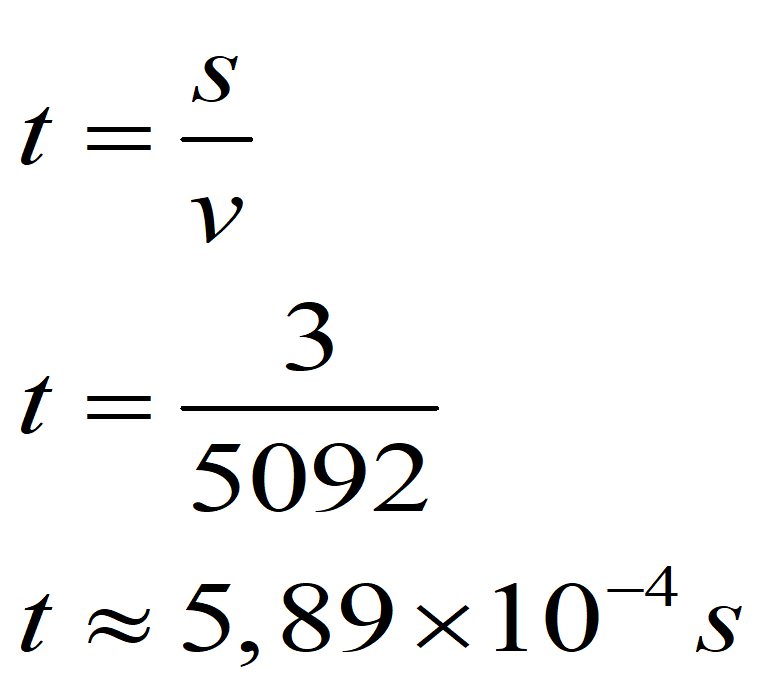 t = s/v
t = 3/5092
t ≈ 5,89×10⁻⁴ s